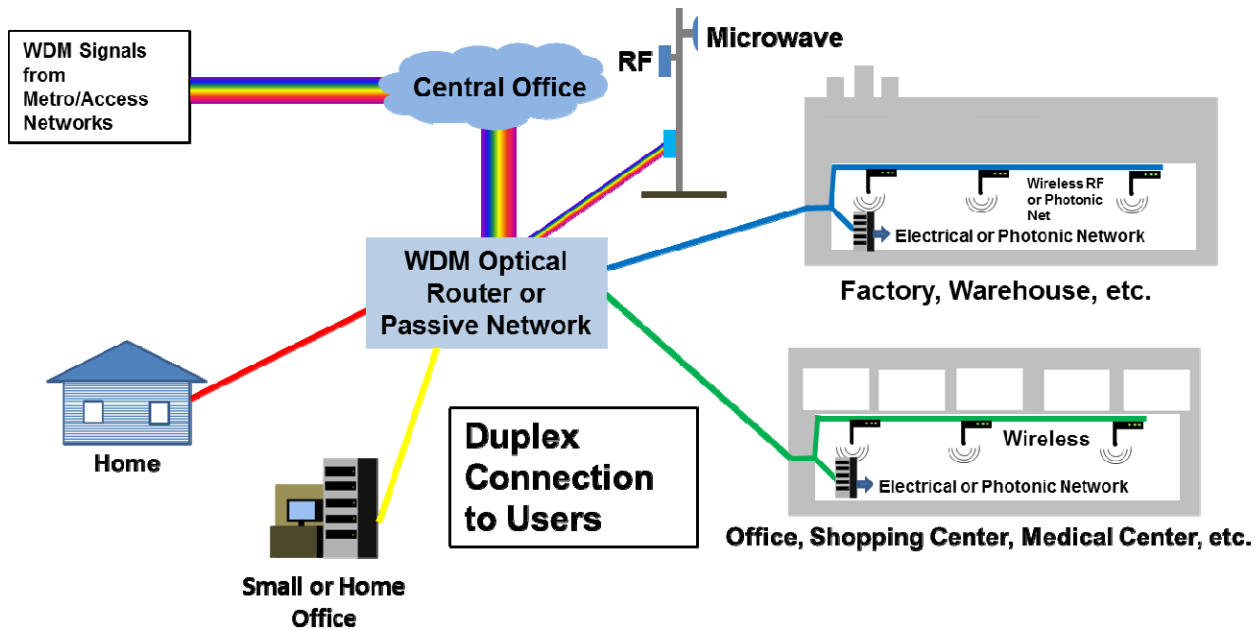 WDM Signals
from
Metro/Access
Networks
Central Office
RF
Microwave
WDM Optical
Router or
Passive Network
Wireless RF
or Photonic
Net
Electrical or Photonic Network
Factory, Warehouse, etc.
Home
Small or Home
Office
Duplex
Connection
to Users
Wireless
Electrical or Photonic Network
Office, Shopping Center, Medical Center, etc.